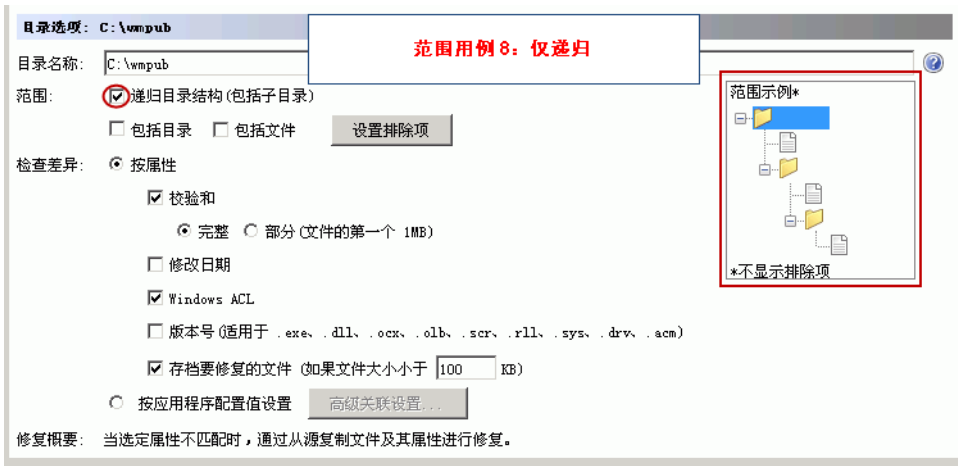 目录选项: C:\wmpub
范围用例 8: 仅递归
目录名称: C:\wmpub
范围: 递归目录结构(包括子目录)
包括目录 包括文件 设置排除项
检查差异: 按属性
校验和
完整 部分(文件的第一个 1MB)
修改日期
Windows ACL
版本号(适用于 .exe、.dll、.ocx、.olb、.scr、.rll、.sys、.drv、.acm)
存档要修复的文件 (如果文件大小小于 100 KB)
按应用程序配置值设置 高级关联设置...
修复概要: 当选定属性不匹配时,通过从源复制文件及其属性进行修复。
范围示例*
*不显示排除项